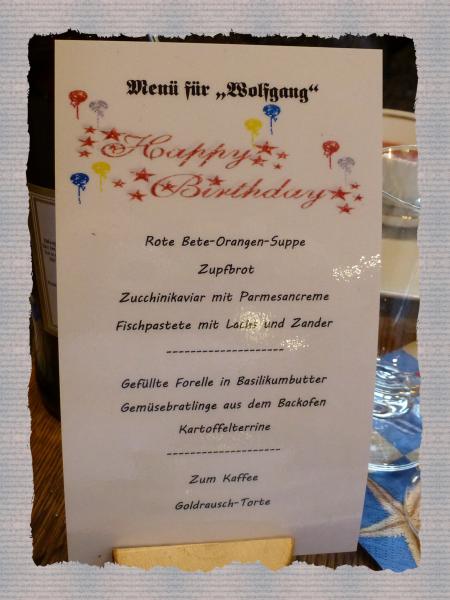 Menü für „Wolfgang“
Happy
Birthday
Rote Bete-Orangen-Suppe
Zupfbrot
Zucchinikaviar mit Parmesancreme
Fischpastete mit Lachs und Zander
--------------------
Gefüllte Forelle in Basilikumbutter
Gemüsebratlinge aus dem Backofen
Kartoffelterrine
--------------------
Zum Kaffee
Goldrausch-Torte